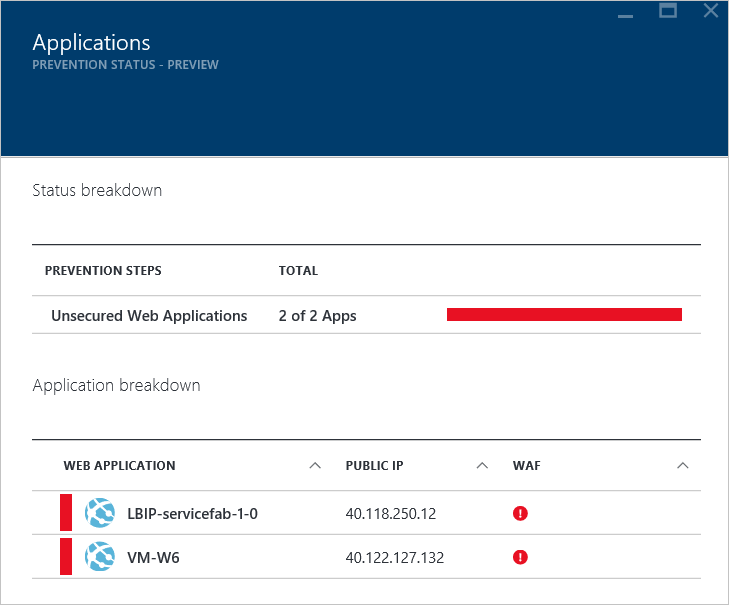 Applications
PREVENTION STATUS - PREVIEW
Status breakdown
PREVENTION STEPS TOTAL
Unsecured Web Applications 2 of 2 Apps
Application breakdown
WEB APPLICATION PUBLIC IP WAF
LBIP-servicefab-1-0 40.118.250.12
VM-W6 40.122.127.132